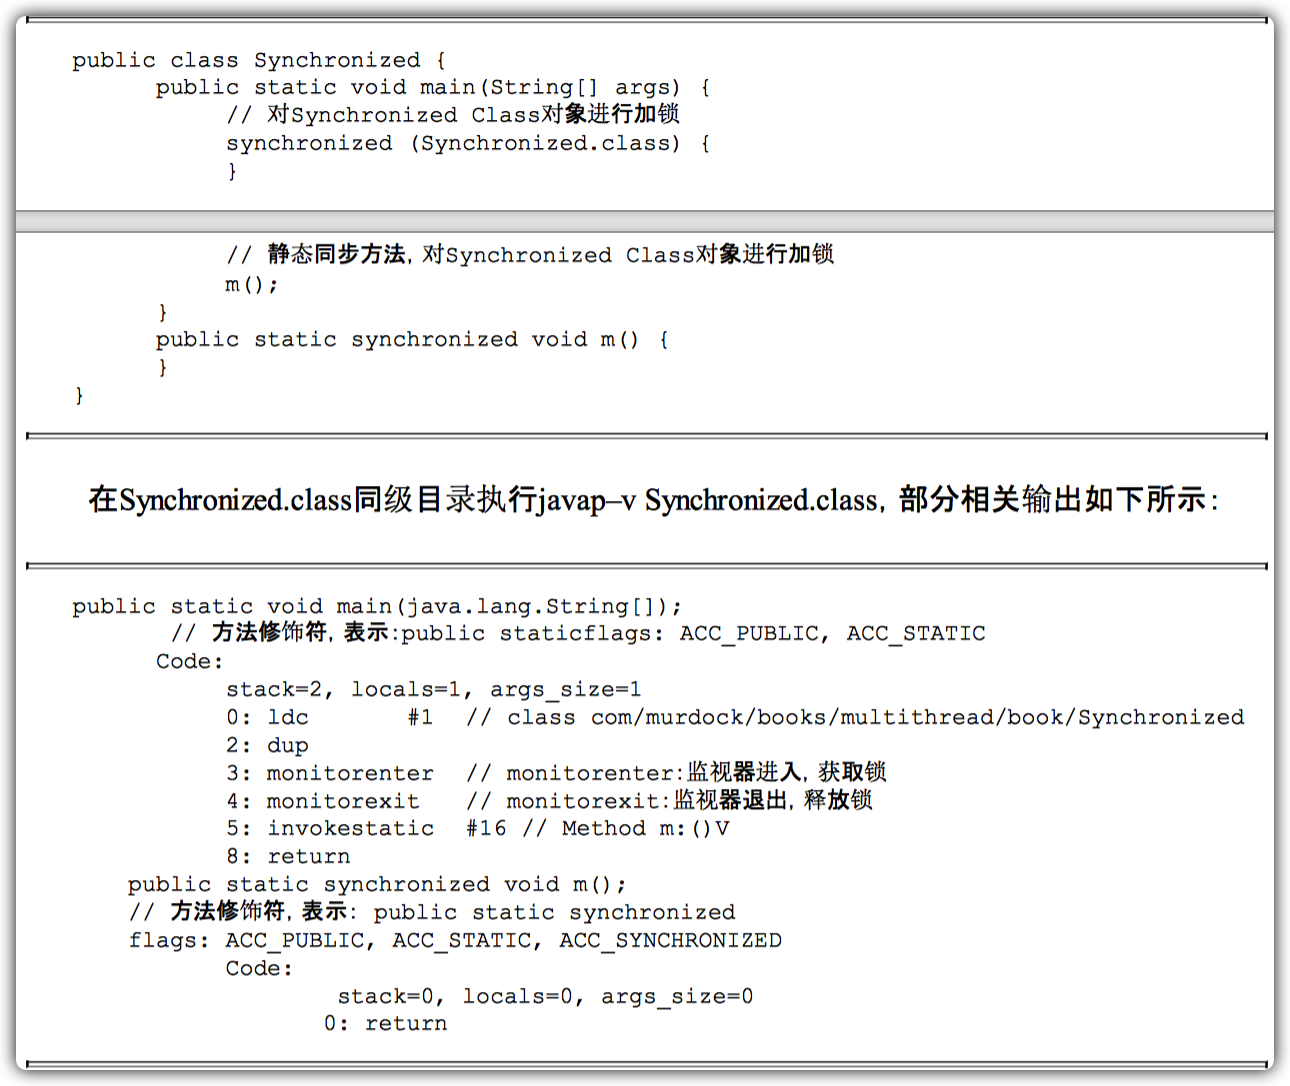 public class Synchronized {
public static void main(String[] args) {
// 对Synchronized Class对象进行加锁
synchronized (Synchronized.class) {
}
// 静态同步方法，对Synchronized Class对象进行加锁
m();
}
public static synchronized void m() {
}
}
在Synchronized.class同级目录执行javap–v Synchronized.class，部分相关输出如下所示：
public static void main(java.lang.String[]);
// 方法修饰符，表示:public staticflags: ACC_PUBLIC, ACC_STATIC
Code:
stack=2, locals=1, args_size=1
0: ldc #1 // class com/murdock/books/multithread/book/Synchronized
2: dup
3: monitorenter // monitorenter:监视器进入，获取锁
4: monitorexit // monitorexit:监视器退出，释放锁
5: invokestatic #16 // Method m:()V
8: return
public static synchronized void m();
// 方法修饰符，表示: public static synchronized
flags: ACC_PUBLIC, ACC_STATIC, ACC_SYNCHRONIZED
Code:
stack=0, locals=0, args_size=0
0: return